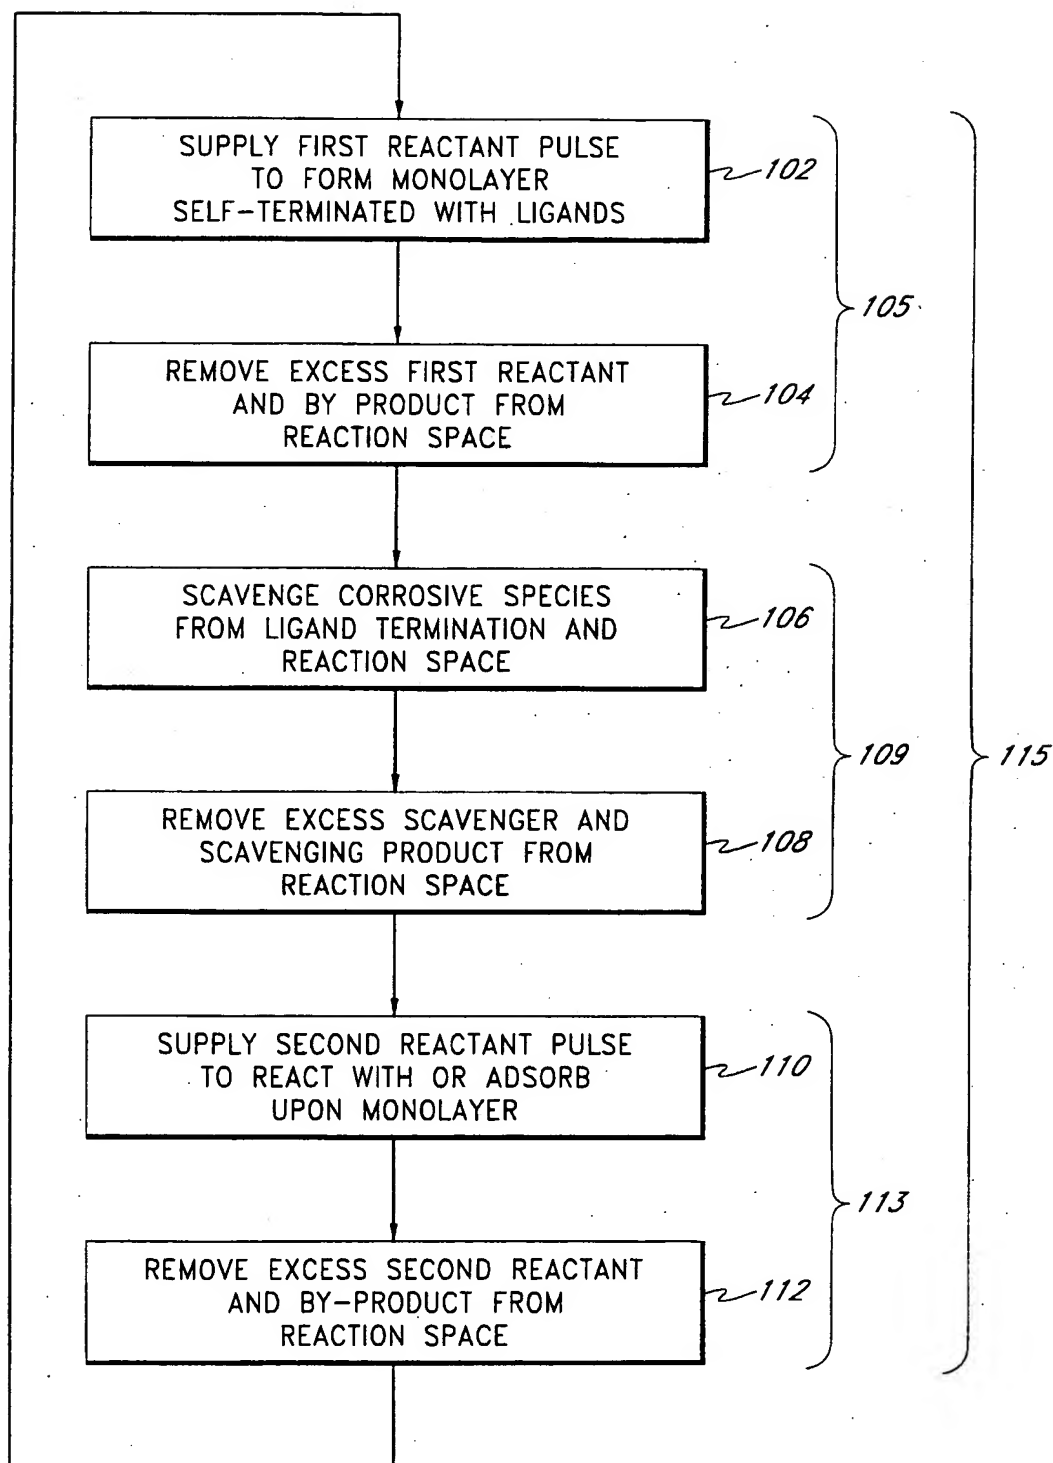 SUPPLY FIRST REACTANT PULSE
TO FORM MONOLAYER
SELF-TERMINATED WITH LIGANDS
102
105
REMOVE EXCESS FIRST REACTANT
AND BY PRODUCT FROM
REACTION SPACE
104
SCAVENGE CORROSIVE SPECIES
FROM LIGAND TERMINATION AND
REACTION SPACE
106
109
115
REMOVE EXCESS SCAVENGER AND
SCAVENGING PRODUCT FROM
REACTION SPACE
108
SUPPLY SECOND REACTANT PULSE
TO REACT WITH OR ADSORB
UPON MONOLAYER
110
113
REMOVE EXCESS SECOND REACTANT
AND BY-PRODUCT FROM
REACTION SPACE
112